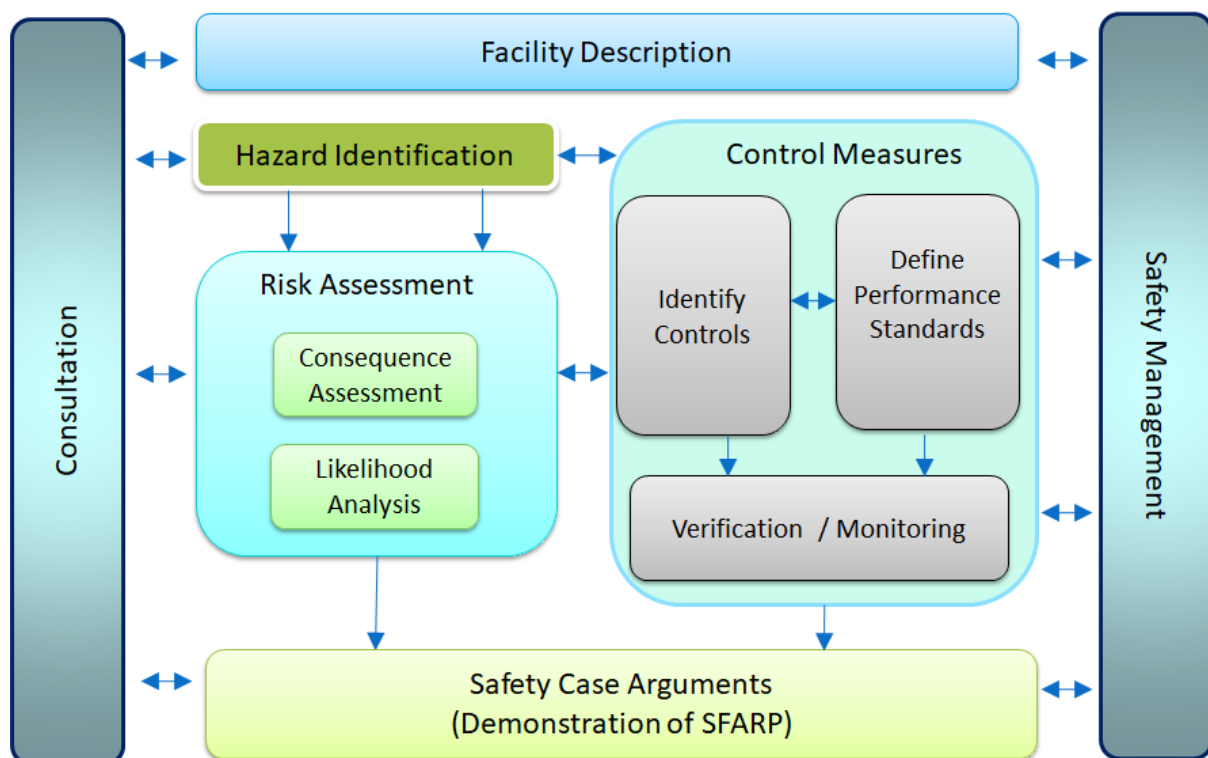 Facility Description
Hazard Identification
Control Measures
Risk Assessment
Consequence
Assessment
Likelihood
Analysis
Identify
Controls
Define
Performance
Standards
Verification / Monitoring
Safety Case Arguments
(Demonstration of SFARP)
Consultation
Safety Management